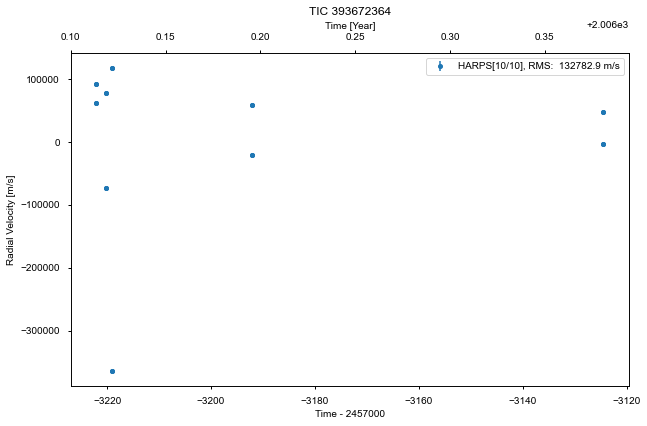 TIC 393672364
Time [Year]
+2.006e3
0.10 0.15 0.20 0.25 0.30 0.35
HARPS[10/10], RMS: 132782.9 m/s
100000
0
−100000
−200000
−300000
Radial Velocity [m/s]
−3220 −3200 −3180 −3160 −3140 −3120
Time - 2457000